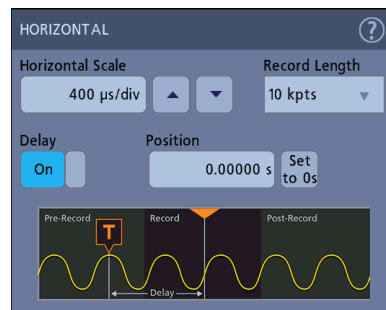 HORIZONTAL ?
Horizontal Scale Record Length
400 µs/div 10 kpts
Delay Position
On 0.00000 s Set to 0s
Pre-Record Record Post-Record
T
Delay